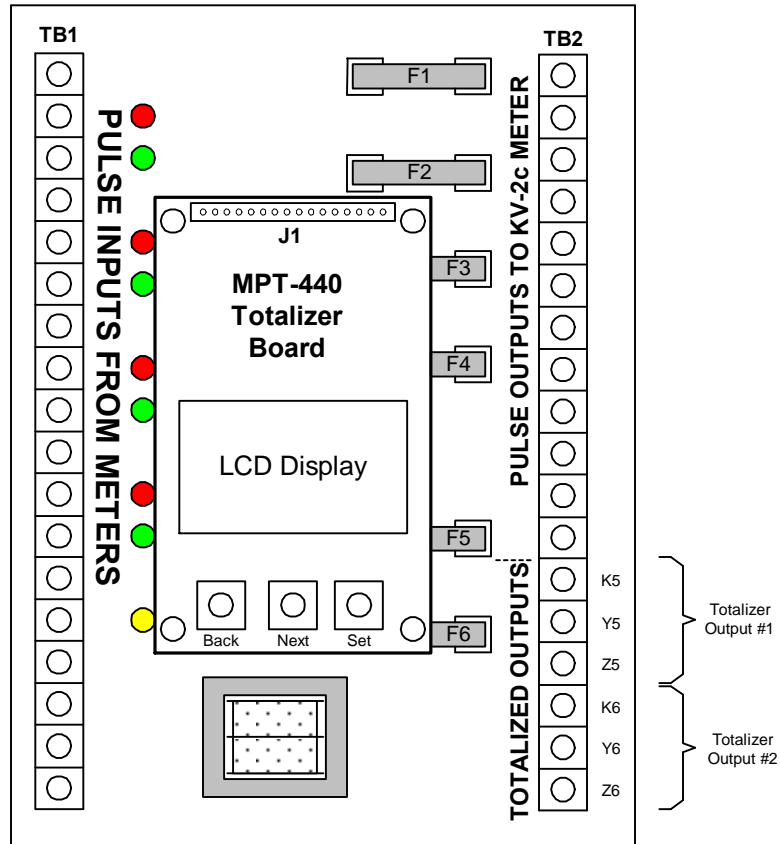 TB1
TB2
F1
F2
PULSE INPUTS FROM METERS
PULSE OUTPUTS TO KV-2c METER
J1
F3
MPT-440
Totalizer
Board
F4
LCD Display
F5
Back
Next
Set
F6
TOTALIZED OUTPUTS
K5
Y5
Z5
Totalizer
Output #1
K6
Y6
Z6
Totalizer
Output #2